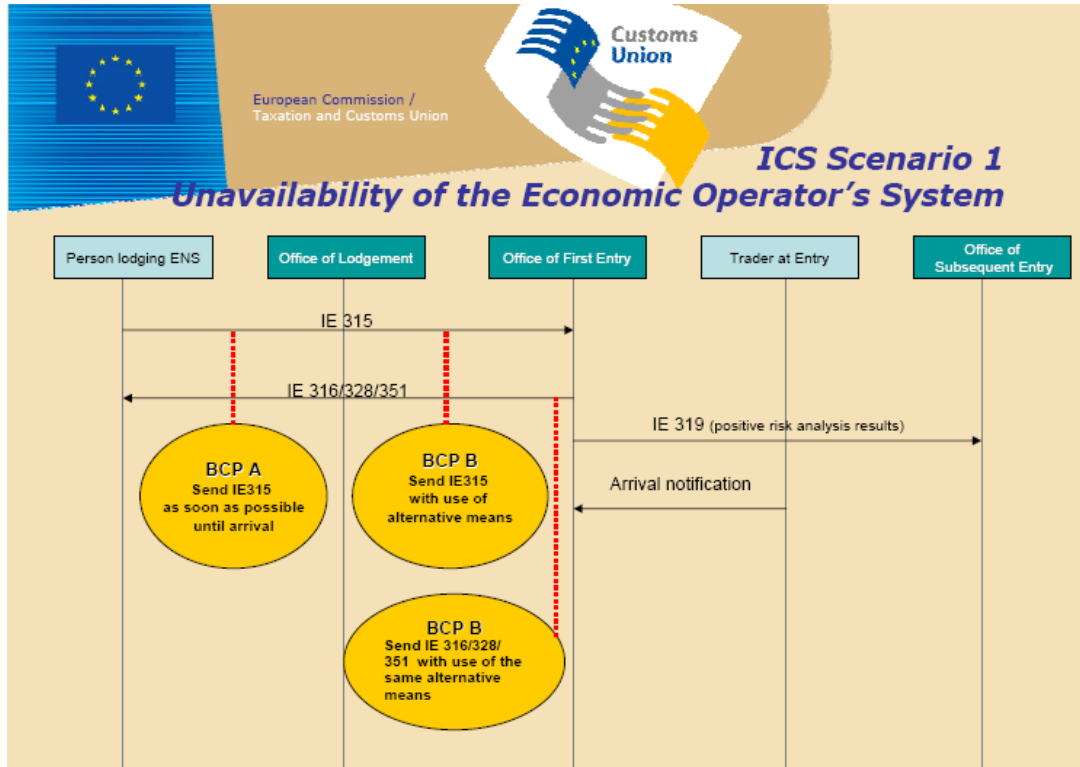 Customs
Union
European Commission /
Taxation and Customs Union
ICS Scenario 1
Unavailability of the Economic Operator's System
Person lodging ENS
Office of Lodgement
Office of First Entry
Trader at Entry
Office of
Subsequent Entry
IE 315
IE 316/328/351
IE 319 (positive risk analysis results)
Arrival notification
BCP A
Send IE315
as soon as possible
until arrival
BCP B
Send IE315
with use of
alternative means
BCP B
Send IE 316/328/
351 with use of the
same alternative
means